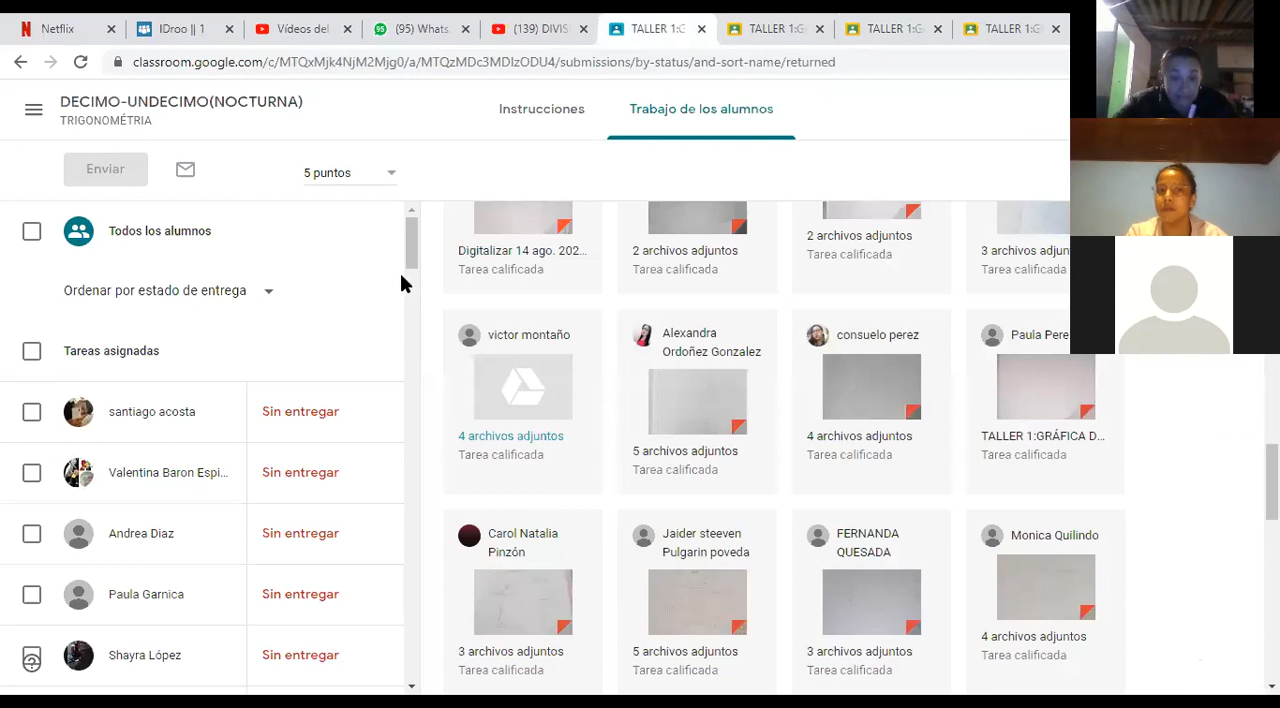 Netflix
IDroo || 1
Vídeos del
(95) Whats
(139) DIVIS
TALLER 1:G
TALLER 1:G
TALLER 1:G
TALLER 1:G
classroom.google.com/c/MTQxMjk4NjM2Mjg0/a/MTQzMDc3MDIzODU4/submissions/by-status/and-sort-name/returned
DECIMO-UNDECIMO(NOCTURNA)
TRIGONOMÉTRIA
Instrucciones
Trabajo de los alumnos
Enviar
5 puntos
Todos los alumnos
Ordenar por estado de entrega
Tareas asignadas
santiago acosta
Sin entregar
Valentina Baron Espi...
Sin entregar
Andrea Diaz
Sin entregar
Paula Garnica
Sin entregar
Shayra López
Sin entregar
Digitalizar 14 ago. 202...
Tarea calificada
2 archivos adjuntos
Tarea calificada
2 archivos adjuntos
Tarea calificada
3 archivos adjuntos
Tarea calificada
victor montaño
4 archivos adjuntos
Tarea calificada
Alexandra
Ordoñez Gonzalez
5 archivos adjuntos
Tarea calificada
consuelo perez
4 archivos adjuntos
Tarea calificada
Paula Pere
TALLER 1:GRÁFICA D...
Tarea calificada
Carol Natalia
Pinzón
3 archivos adjuntos
Tarea calificada
Jaider steeven
Pulgarin poveda
5 archivos adjuntos
Tarea calificada
FERNANDA
QUESADA
3 archivos adjuntos
Tarea calificada
Monica Quilindo
4 archivos adjuntos
Tarea calificada